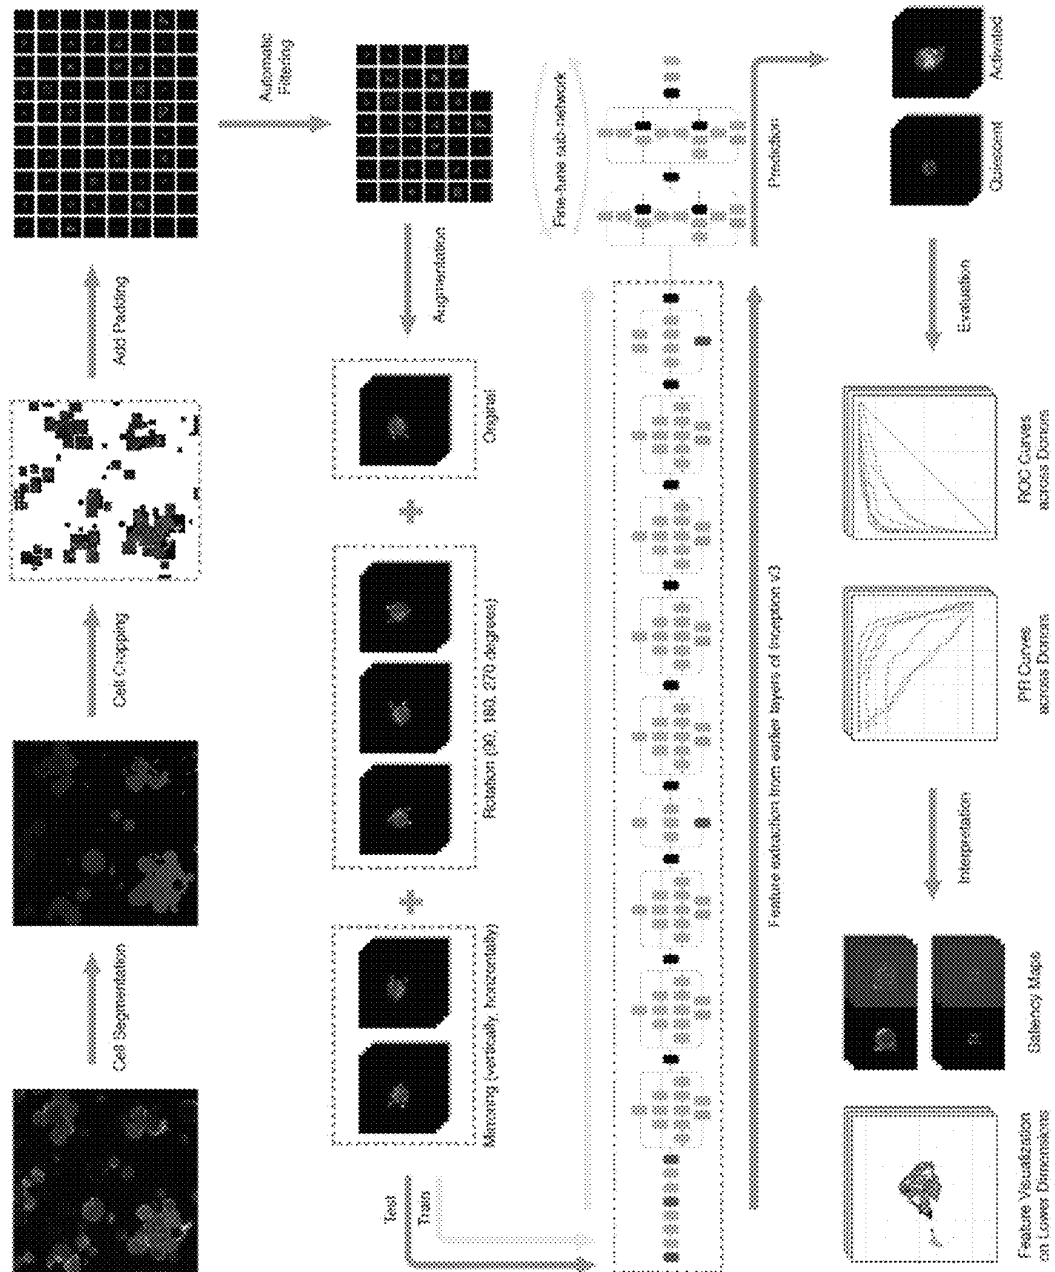 Cell Segmentation
Cell Cropping
Add Padding
Automatic
Filtering
Augmentation
Original
Rotation (90, 180, 270 degrees)
Mirroring (vertically, horizontally)
Test
Train
Feature extraction from earlier layers of Inception v3
Fine-tune sub-network
Prediction
Quiescent
Activated
Evaluation
ROC Curves
across Donors
PR Curves
across Donors
Interpretation
Saliency Maps
Feature Visualization
on Lower Dimensions